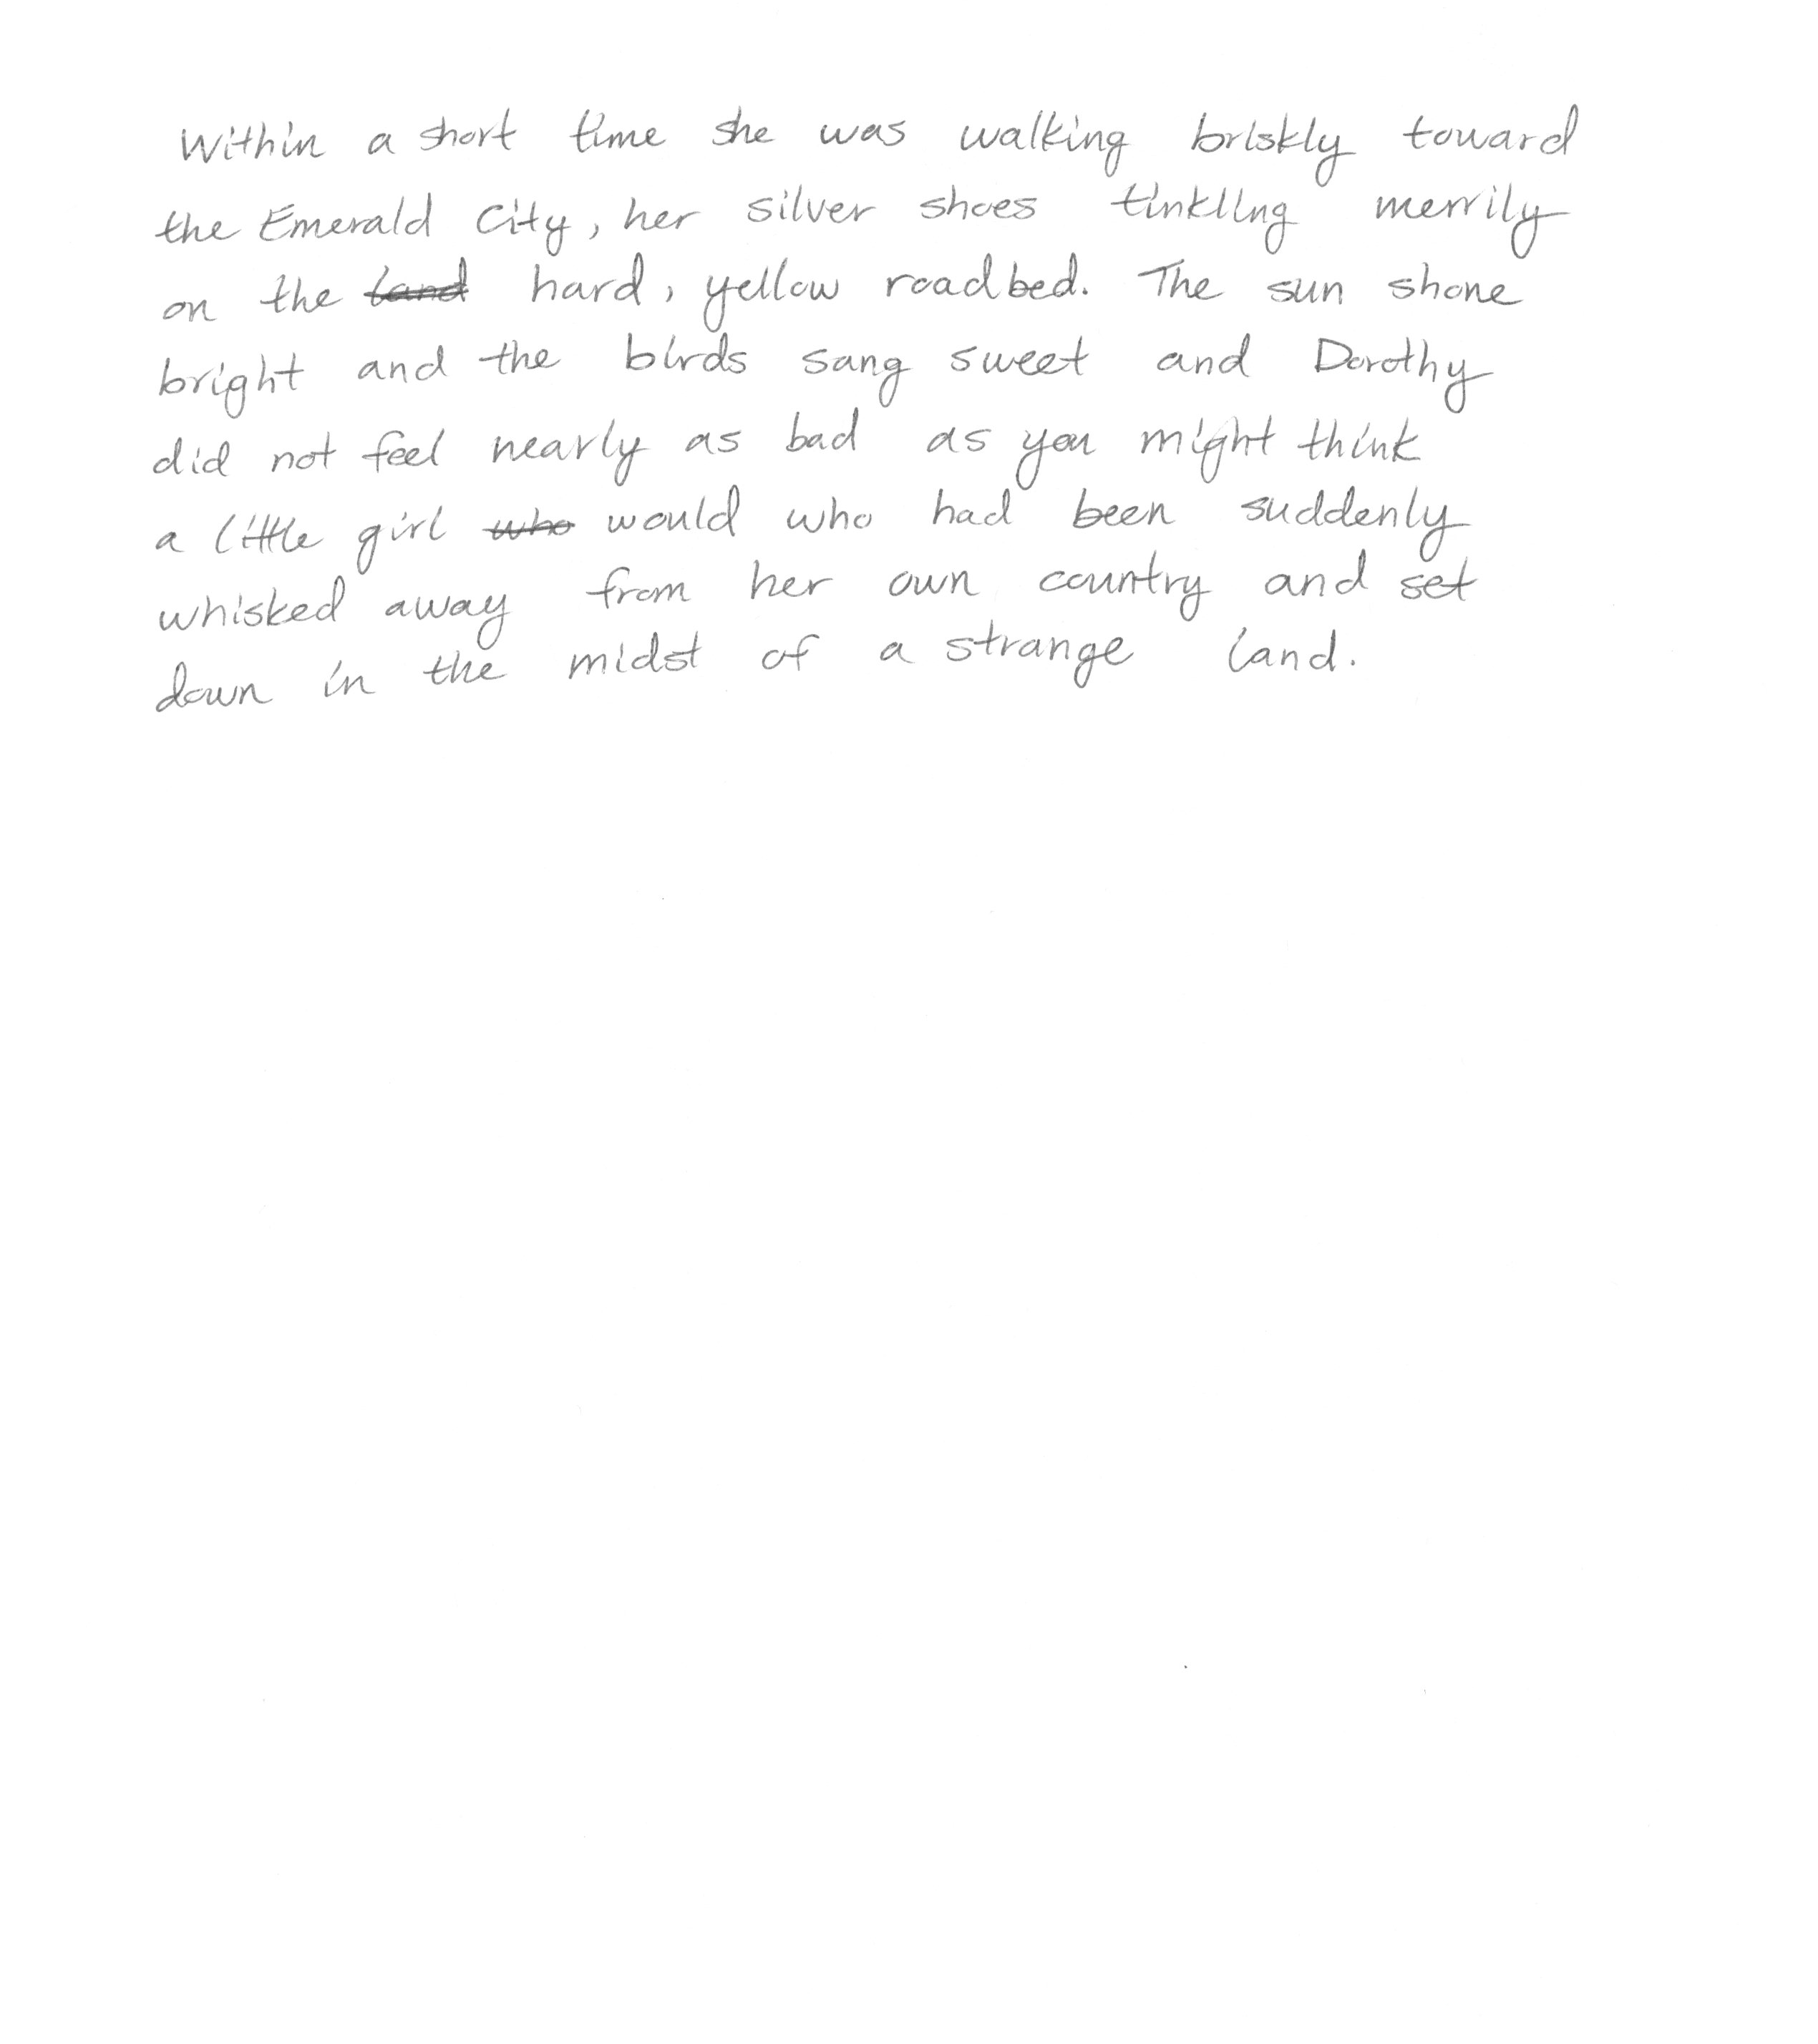 Within a short time she was walking briskly toward
the Emerald City, her silver shoes tinkling merrily
on the land hard, yellow roadbed. The sun shone
bright and the birds sang sweet and Dorothy
did not feel nearly as bad as you might think
a little girl who would who had been suddenly
whisked away from her own country and set
down in the midst of a strange land.